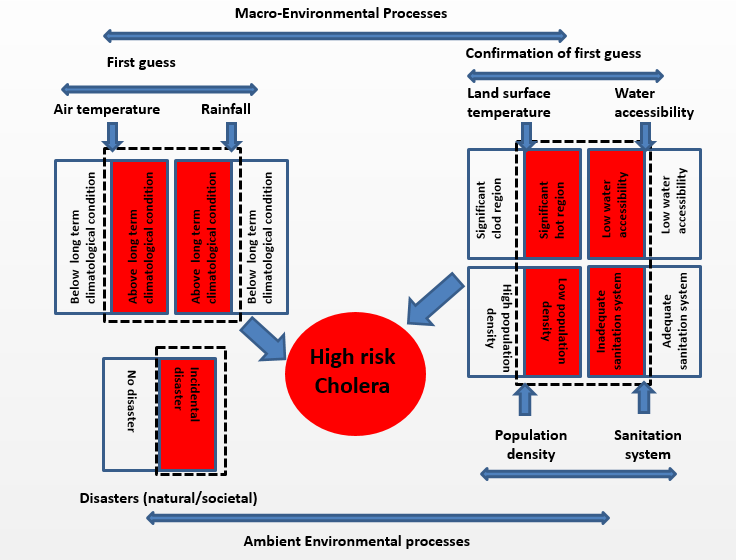 Macro-Environmental Processes
First guess
Confirmation of first guess
Air temperature
Rainfall
Land surface
temperature
Water
accessibility
Below long term
climatological condition
Above long term
climatological condition
Above long term
climatological condition
Below long term
climatological condition
Significant
clod region
Significant
hot region
Low water
accessibility
Low water
accessibility
High population
density
Low population
density
Inadequate
sanitation system
Adequate
sanitation system
High risk
Cholera
No disaster
Incidental
disaster
Population
density
Sanitation
system
Disasters (natural/societal)
Ambient Environmental processes